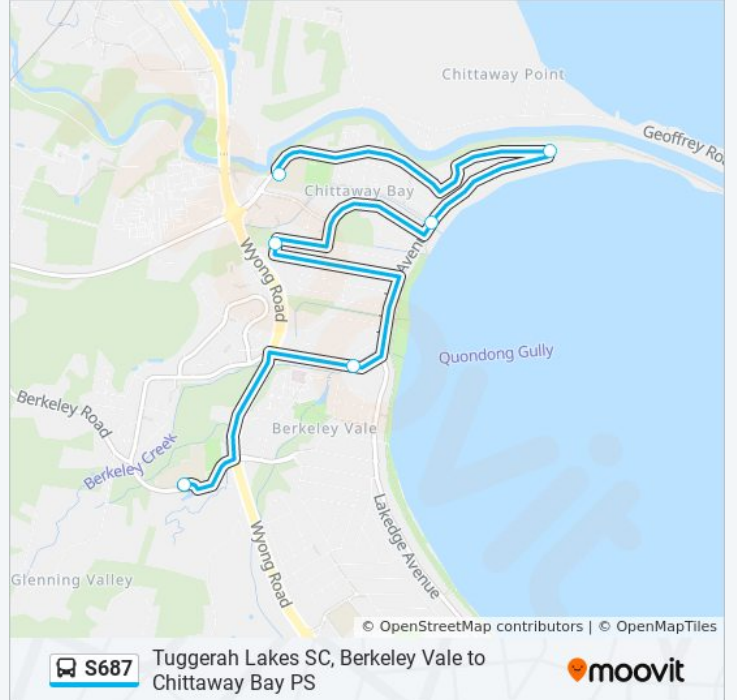 Chittaway Point
Geoffrey Ro
Chittaway Bay
Avenu
Wyong Road
Quondong Gully
Berkeley Road
Berkeley Vale
Berkeley Creek
Lakedge Avenue
Wyong Road
Glenning Valley
© OpenStreetMap contributors | © OpenMapTiles
S687
Tuggerah Lakes SC, Berkeley Vale to
Chittaway Bay PS
moovit